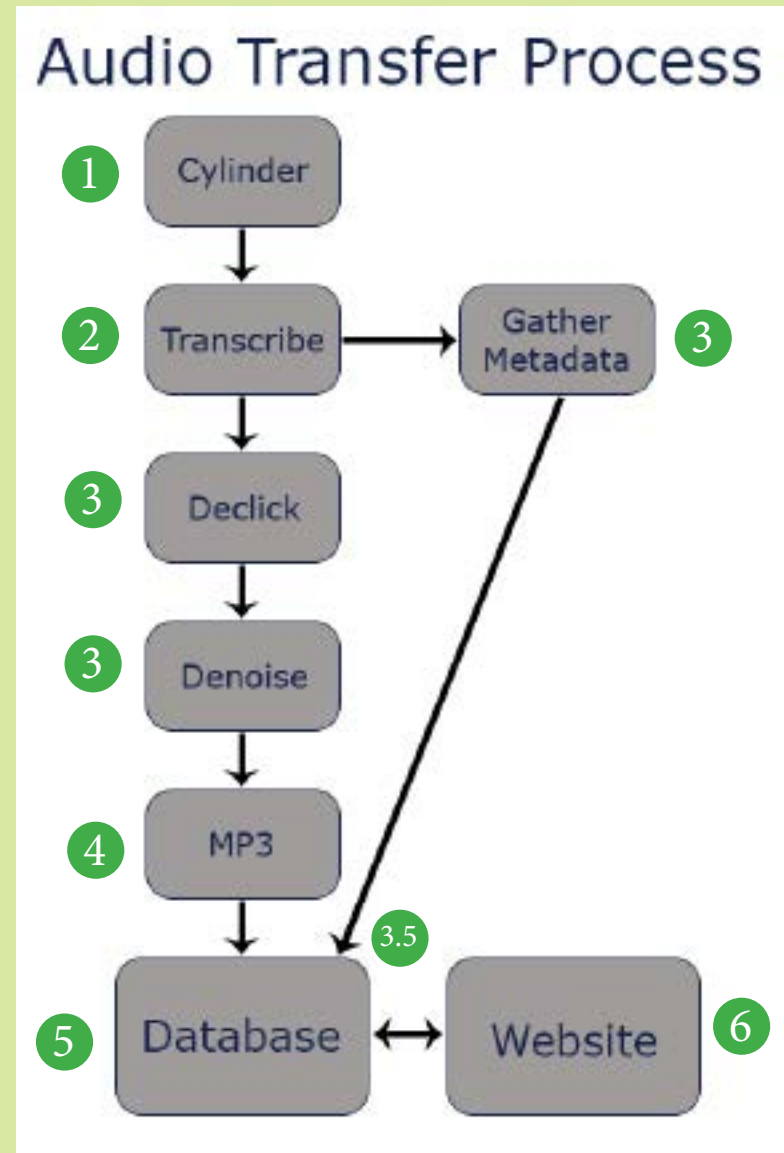 Audio Transfer Process
1
Cylinder
2
Transcribe
Gather
Metadata
3
3
Declick
3
Denoise
4
MP3
3.5
5
Database
Website
6